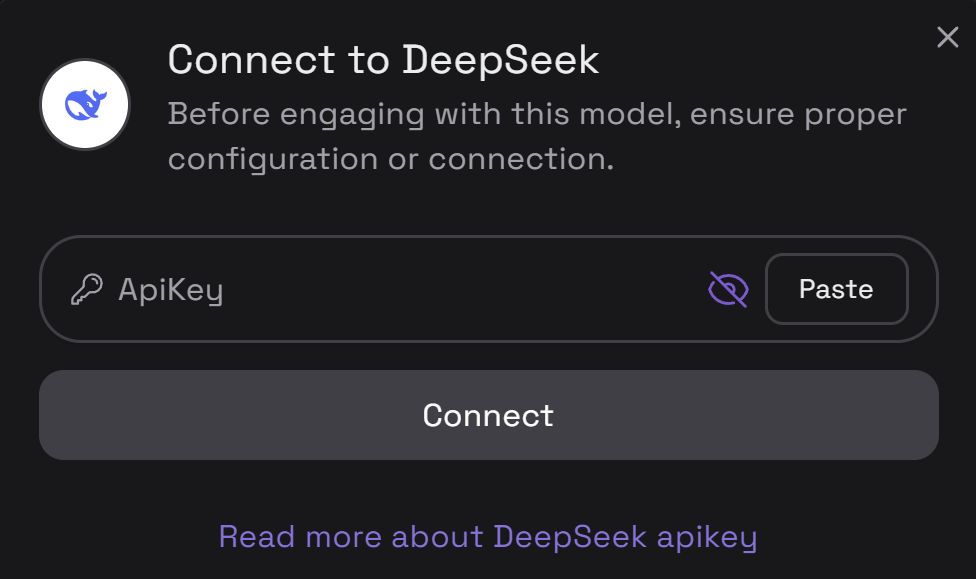 Connect to DeepSeek
Before engaging with this model, ensure proper
configuration or connection.
ApiKey
Paste
Connect
Read more about DeepSeek apikey